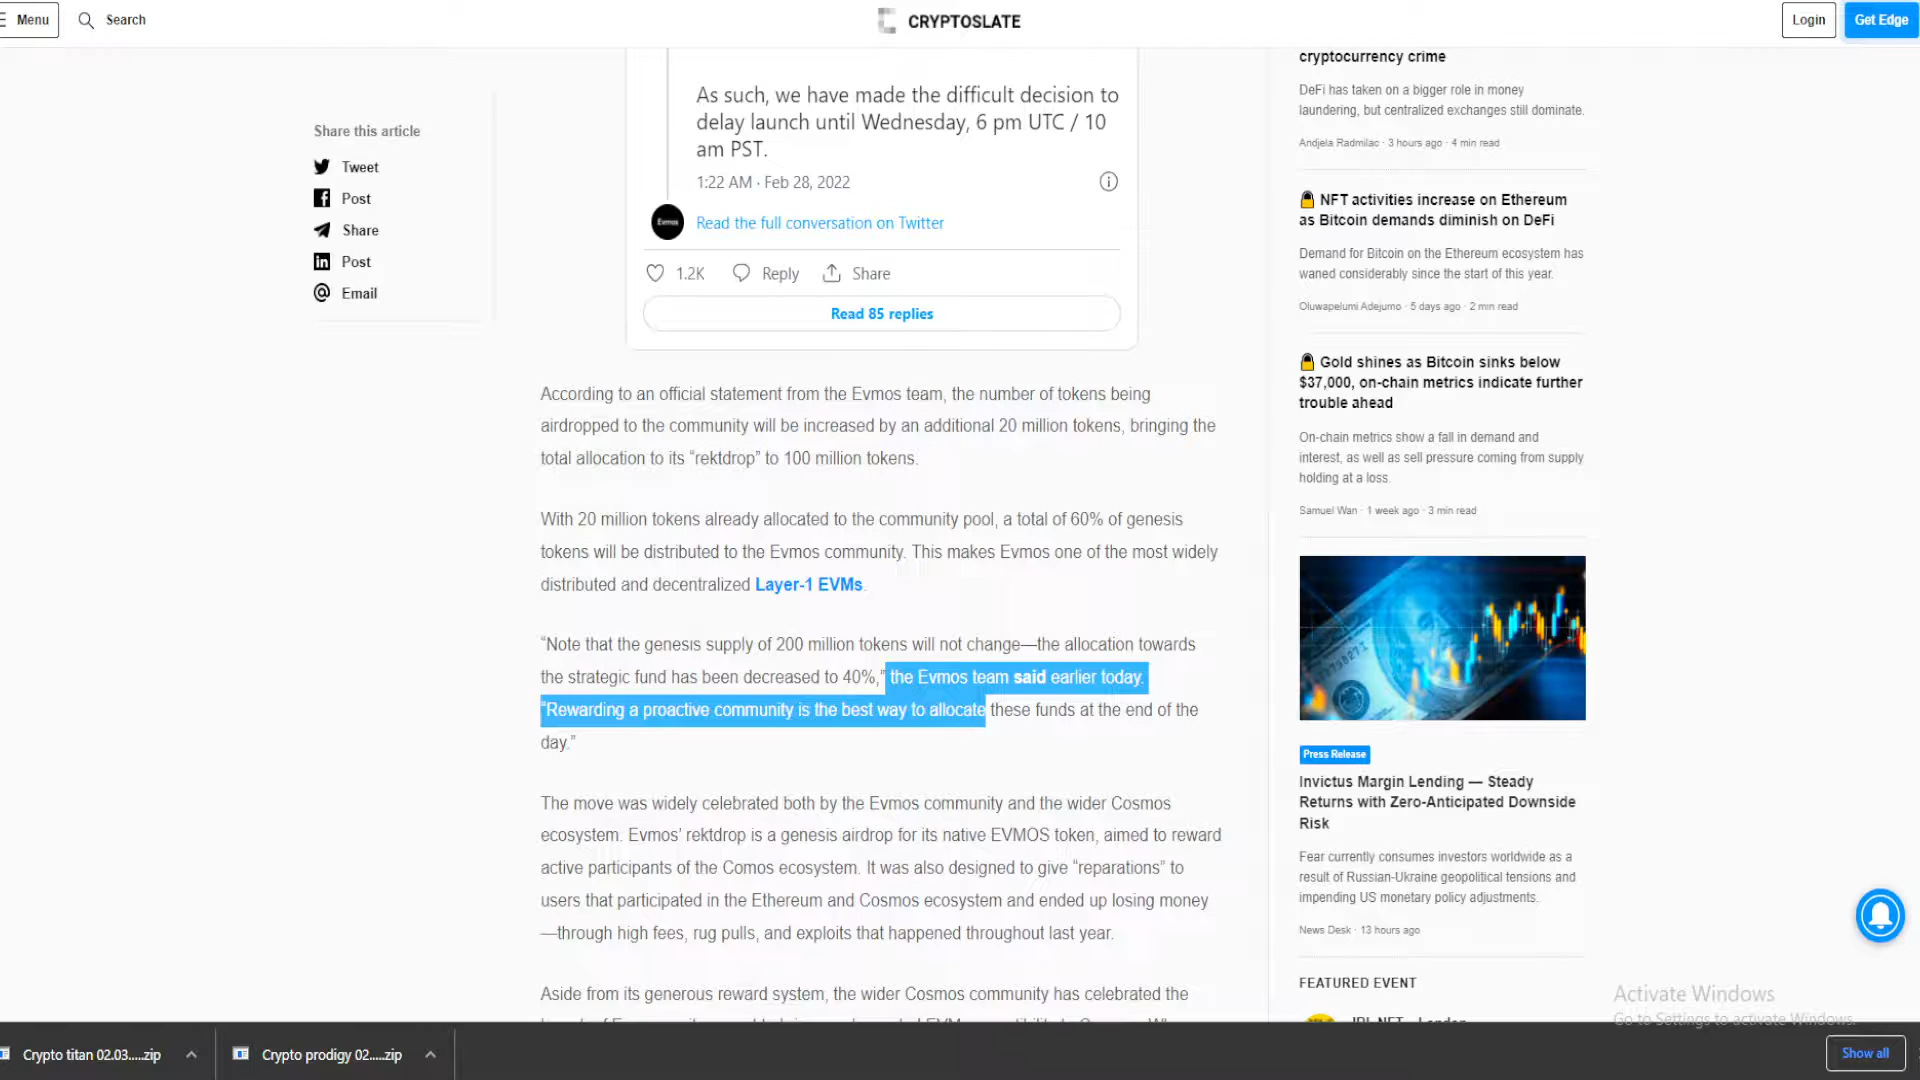 Menu
Search
CRYPTOSLATE
Login
Get Edge
Share this article
Tweet
Post
Share
Post
Email
As such, we have made the difficult decision to
delay launch until Wednesday, 6 pm UTC / 10
am PST.
1:22 AM · Feb 28, 2022
Evmos
Read the full conversation on Twitter
1.2K
Reply
Share
Read 85 replies
According to an official statement from the Evmos team, the number of tokens being
airdropped to the community will be increased by an additional 20 million tokens, bringing the
total allocation to its “rektdrop” to 100 million tokens.
With 20 million tokens already allocated to the community pool, a total of 60% of genesis
tokens will be distributed to the Evmos community. This makes Evmos one of the most widely
distributed and decentralized Layer-1 EVMs.
“Note that the genesis supply of 200 million tokens will not change—the allocation towards
the strategic fund has been decreased to 40%,” the Evmos team said earlier today.
“Rewarding a proactive community is the best way to allocate these funds at the end of the
day.”
The move was widely celebrated both by the Evmos community and the wider Cosmos
ecosystem. Evmos’ rektdrop is a genesis airdrop for its native EVMOS token, aimed to reward
active participants of the Comos ecosystem. It was also designed to give “reparations” to
users that participated in the Ethereum and Cosmos ecosystem and ended up losing money
—through high fees, rug pulls, and exploits that happened throughout last year.
Aside from its generous reward system, the wider Cosmos community has celebrated the
cryptocurrency crime
DeFi has taken on a bigger role in money
laundering, but centralized exchanges still dominate.
Andjela Radmilac · 3 hours ago · 4 min read
NFT activities increase on Ethereum
as Bitcoin demands diminish on DeFi
Demand for Bitcoin on the Ethereum ecosystem has
waned considerably since the start of this year.
Oluwapelumi Adejumo · 5 days ago · 2 min read
Gold shines as Bitcoin sinks below
$37,000, on-chain metrics indicate further
trouble ahead
On-chain metrics show a fall in demand and
interest, as well as sell pressure coming from supply
holding at a loss.
Samuel Wan · 1 week ago · 3 min read
Press Release
Invictus Margin Lending — Steady
Returns with Zero-Anticipated Downside
Risk
Fear currently consumes investors worldwide as a
result of Russian-Ukraine geopolitical tensions and
impending US monetary policy adjustments.
News Desk · 13 hours ago
FEATURED EVENT
Activate Windows
Go to Settings to activate Windows.
Crypto titan 02.03.....zip
Crypto prodigy 02.....zip
Show all